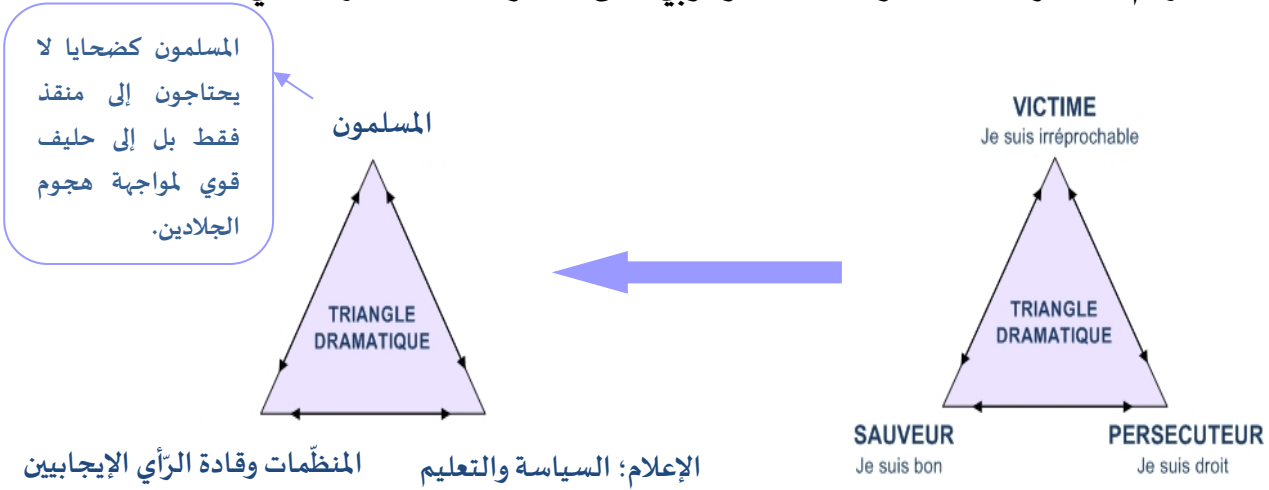 المسلمون كضحايا لا
يحتاجون إلى منقذ
فقط بل إلى حليف
قوي لمواجهة هجوم
الجلادين.
المسلمون
TRIANGLE
DRAMATIQUE
المنظّمات وقادة الرّأي الإيجابيين
الإعلام؛ السياسة والتعليم
VICTIME
Je suis irréprochable
TRIANGLE
DRAMATIQUE
SAUVEUR
Je suis bon
PERSECUTEUR
Je suis droit